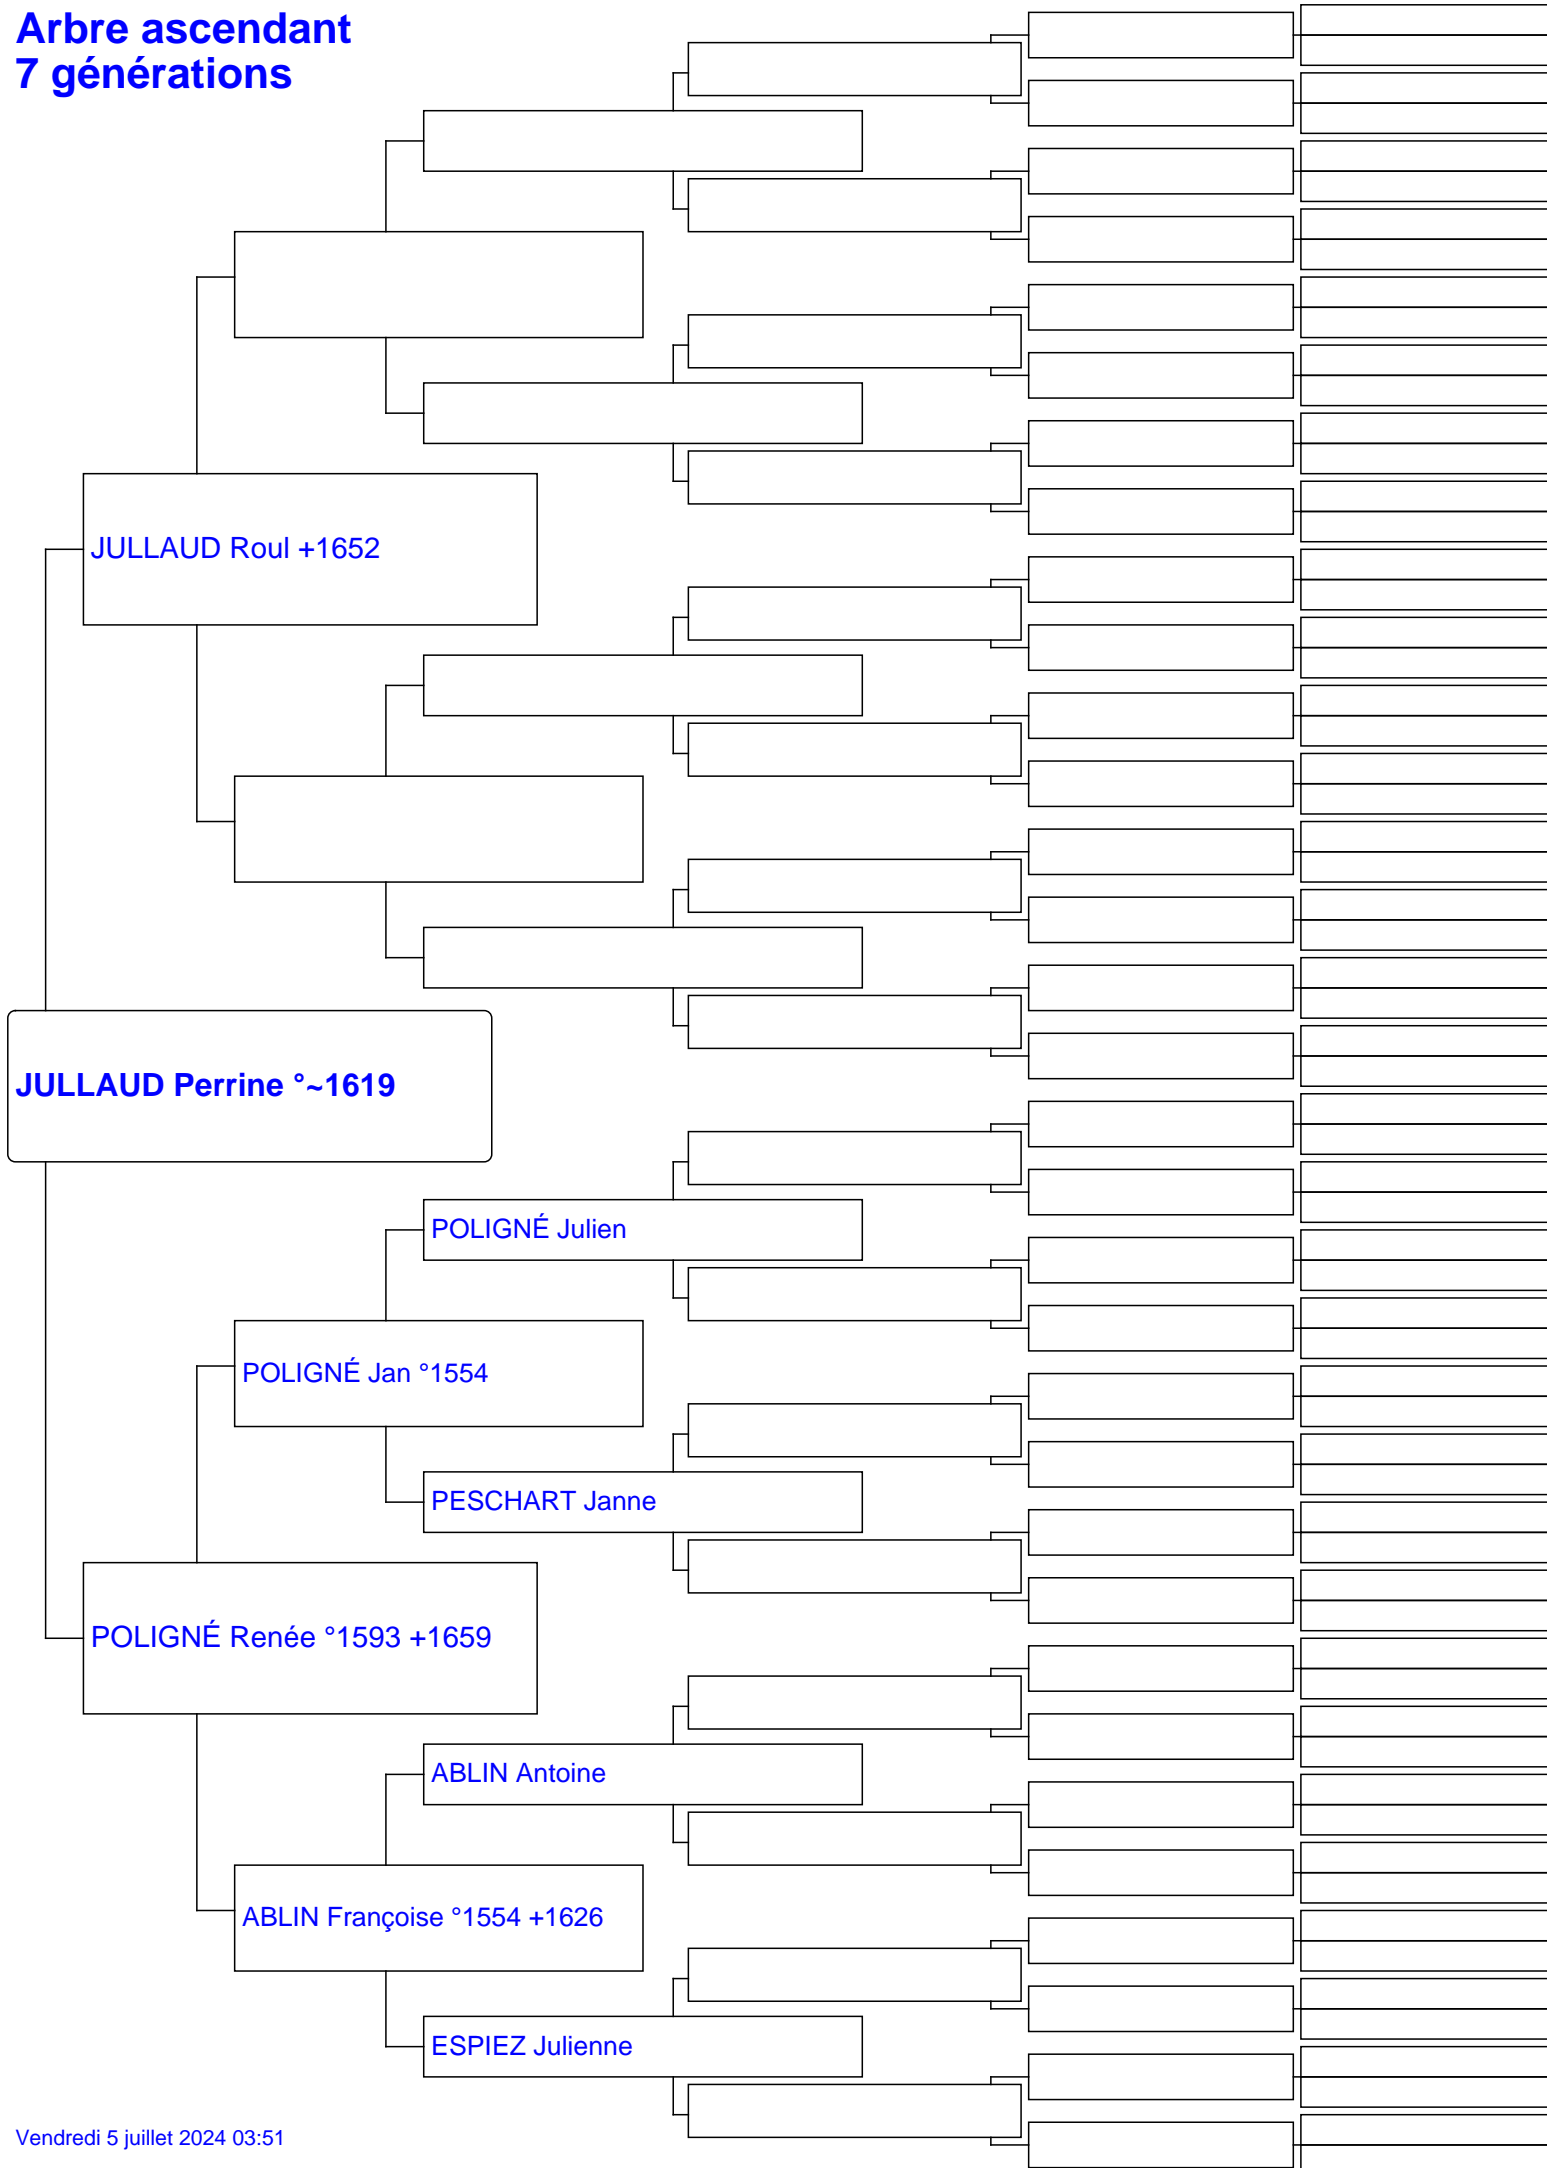 Arbre ascendant
7 générations
JULLAUD Roul +1652
JULLAUD Perrine °~1619
POLIGNÉ Julien
POLIGNÉ Jan °1554
PESCHART Janne
POLIGNÉ Renée °1593 +1659
ABLIN Antoine
ABLIN Françoise °1554 +1626
ESPIEZ Julienne
Vendredi 5 juillet 2024 03:51